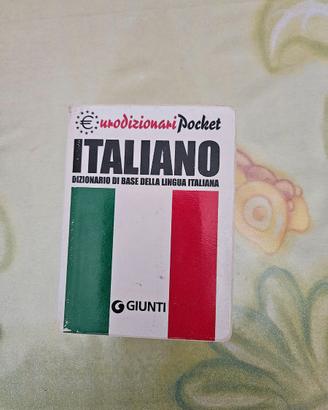 €urodizionari Pocket
ITALIANO
DIZIONARIO DI BASE DELLA LINGUA ITALIANA
GIUNTI